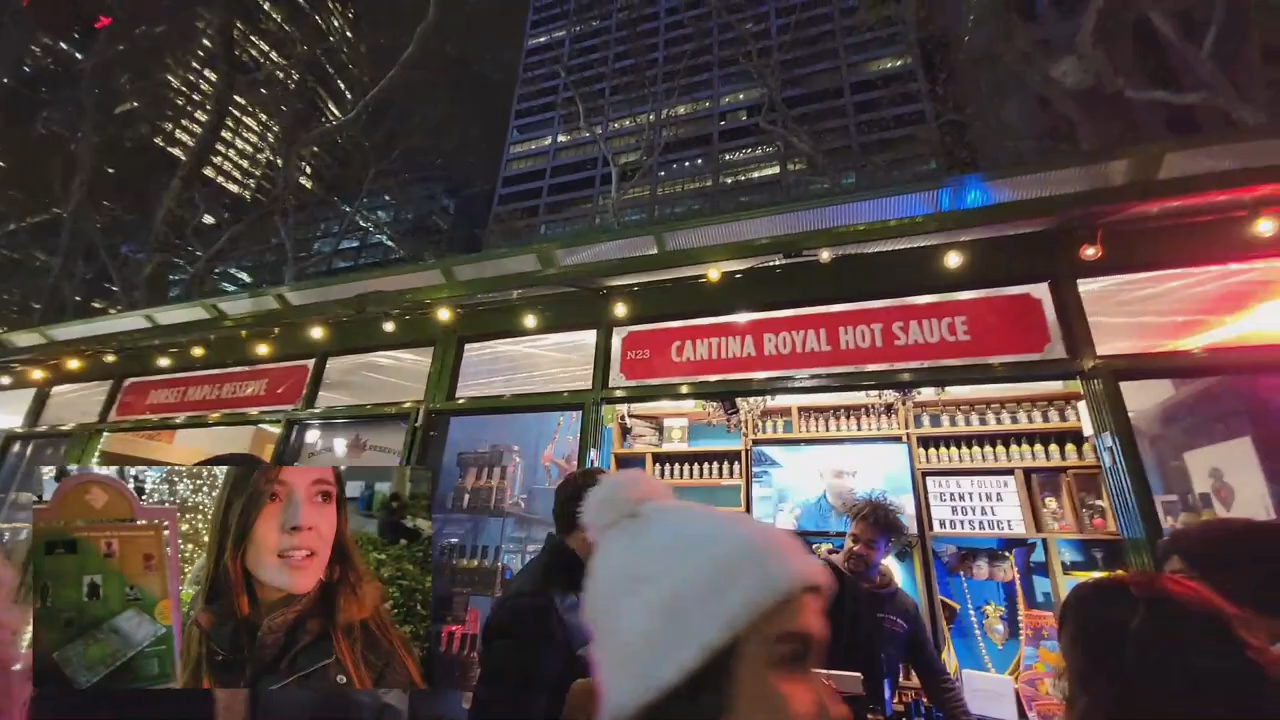 DORSET MAPLE RESERVE
N23 CANTINA ROYAL HOT SAUCE
TAG & FOLLOW
@CANTINA
ROYAL
HOTSAUCE